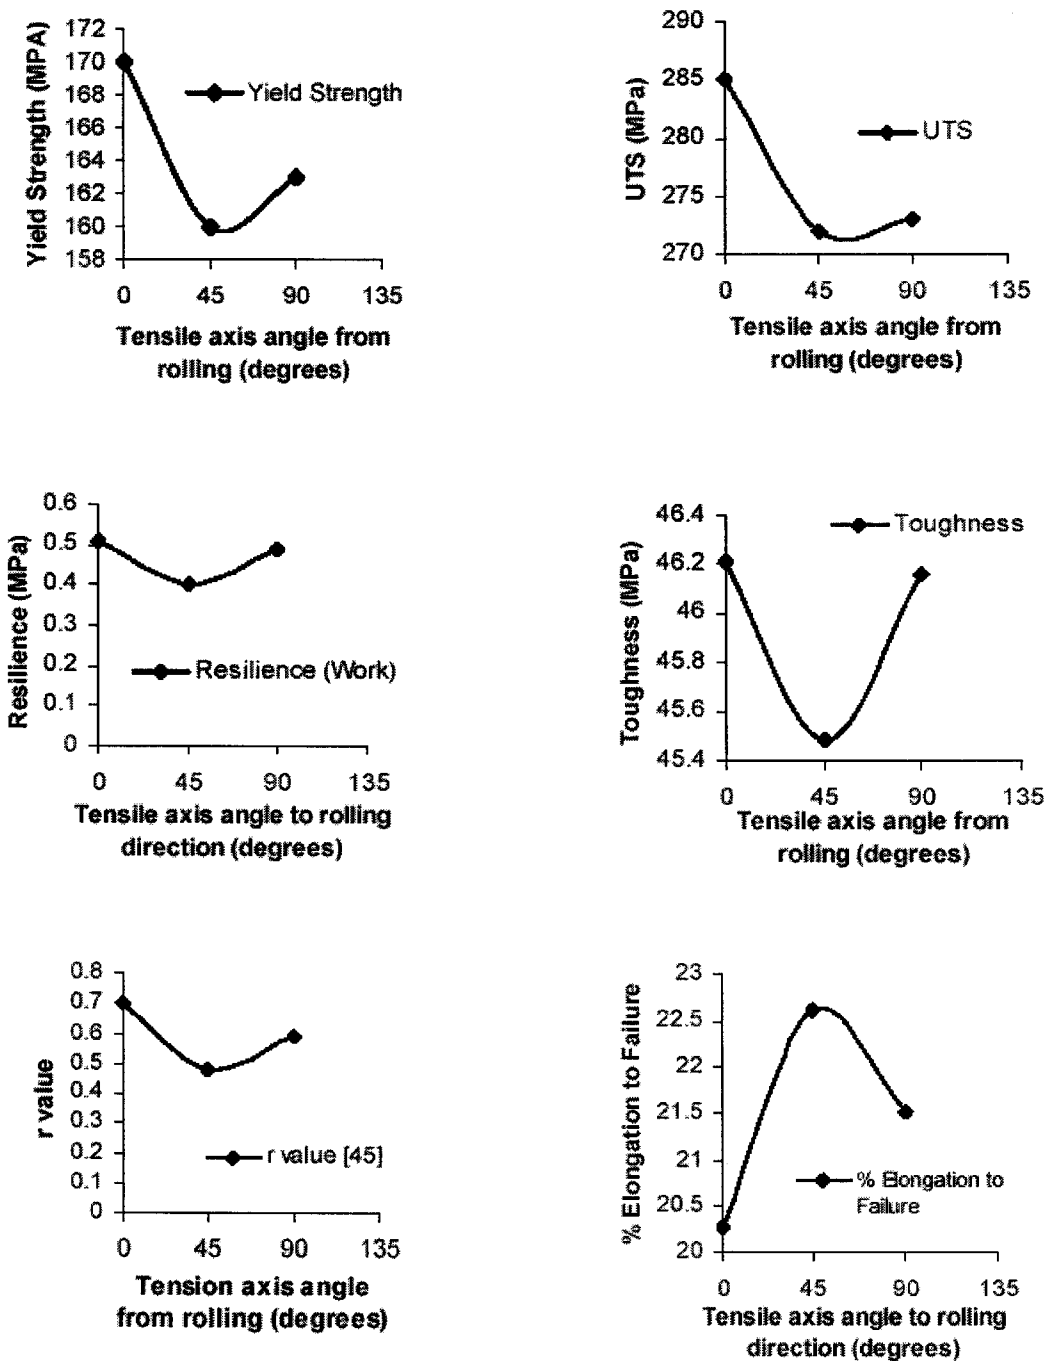 Yield Strength (MPA)
172
170
168
166
164
162
160
158
Yield Strength
0 45 90 135
Tensile axis angle from
rolling (degrees)
UTS (MPa)
290
285
280
275
270
UTS
0 45 90 135
Tensile axis angle from
rolling (degrees)
Resilience (MPa)
0.6
0.5
0.4
0.3
0.2
0.1
0
Resilience (Work)
0 45 90 135
Tensile axis angle to rolling
direction (degrees)
Toughness (MPa)
46.4
46.2
46
45.8
45.6
45.4
Toughness
0 45 90 135
Tensile axis angle from
rolling (degrees)
r value
0.8
0.7
0.6
0.5
0.4
0.3
0.2
0.1
0
r value [45]
0 45 90 135
Tension axis angle
from rolling (degrees)
% Elongation to Failure
23
22.5
22
21.5
21
20.5
20
% Elongation to
Failure
0 45 90 135
Tensile axis angle to rolling
direction (degrees)